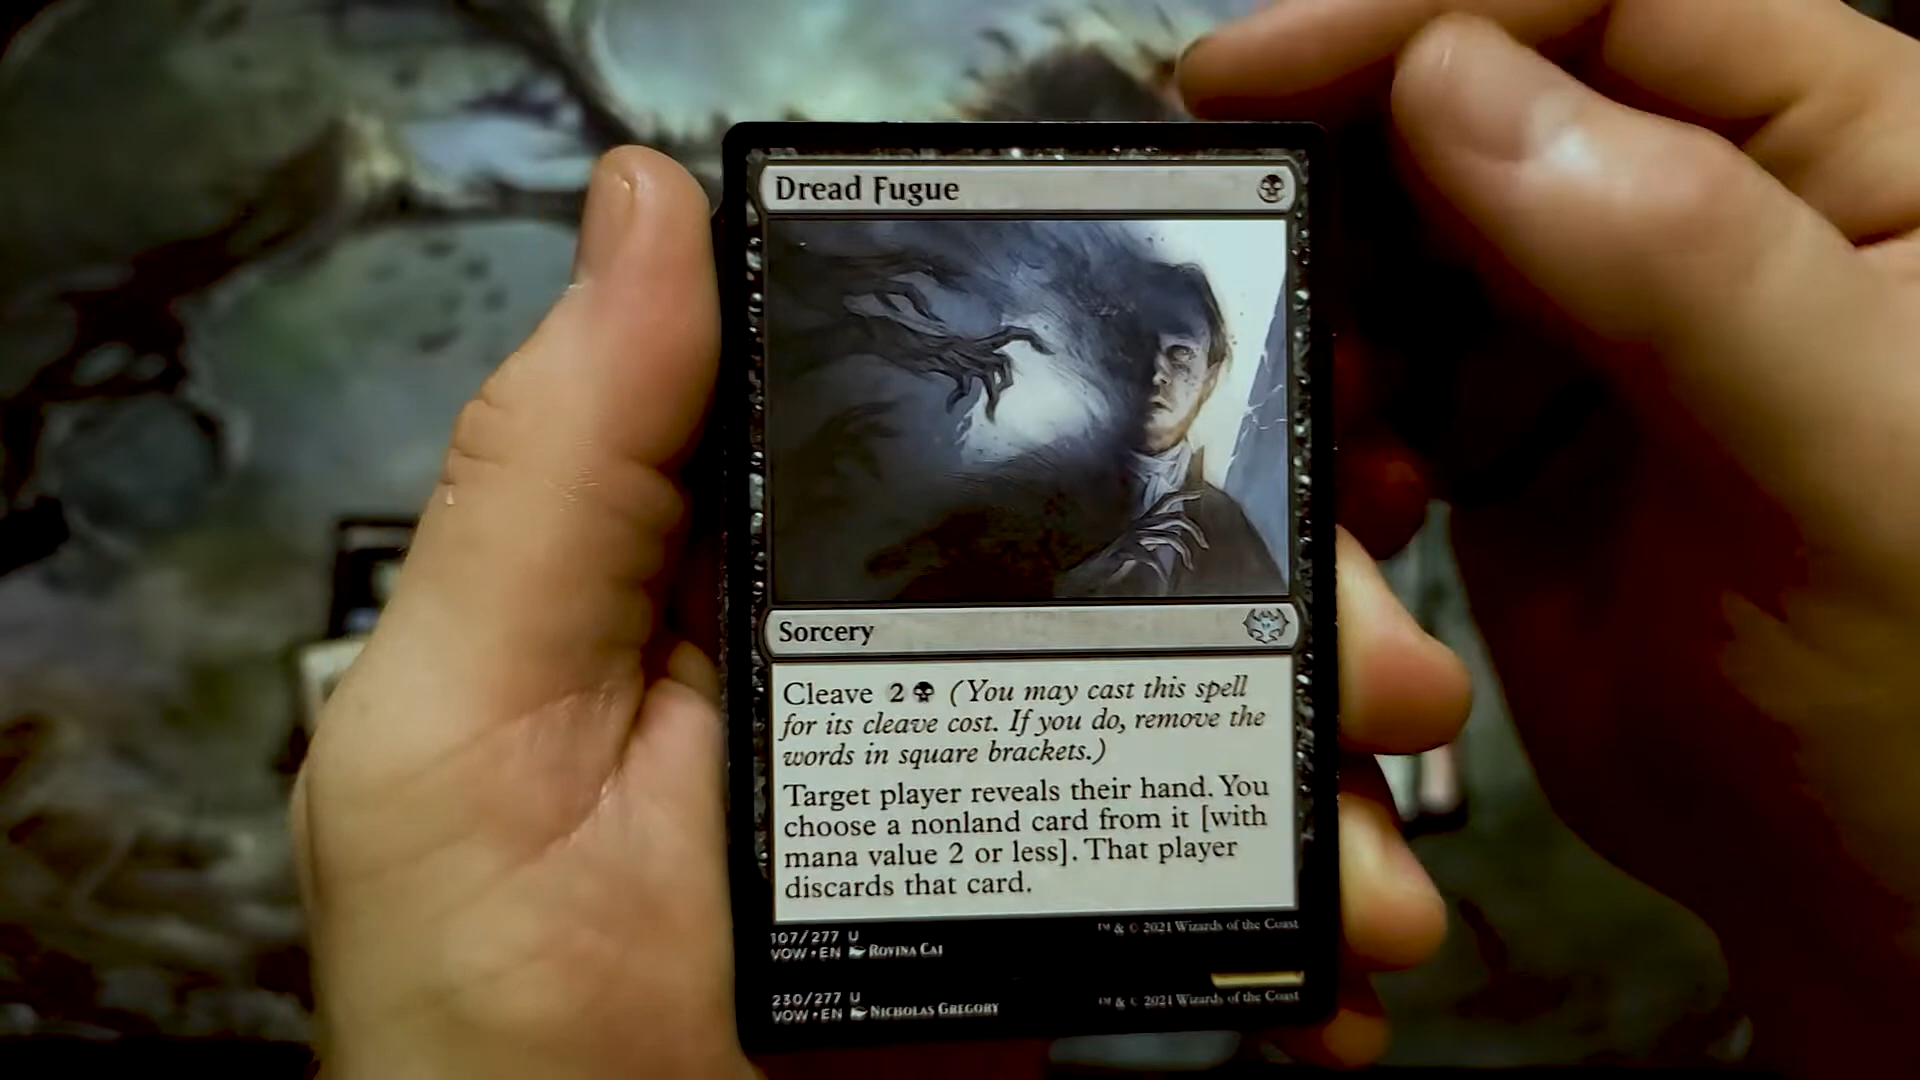 Dread Fugue
Sorcery
Cleave 2 (You may cast this spell
for its cleave cost. If you do, remove the
words in square brackets.)
Target player reveals their hand. You
choose a nonland card from it [with
mana value 2 or less]. That player
discards that card.
107/277 U
™ & © 2021 Wizards of the Coast
VOW • EN Rovina Cai
230/277 U
™ & © 2021 Wizards of the Coast
VOW • EN Nicholas Gregory